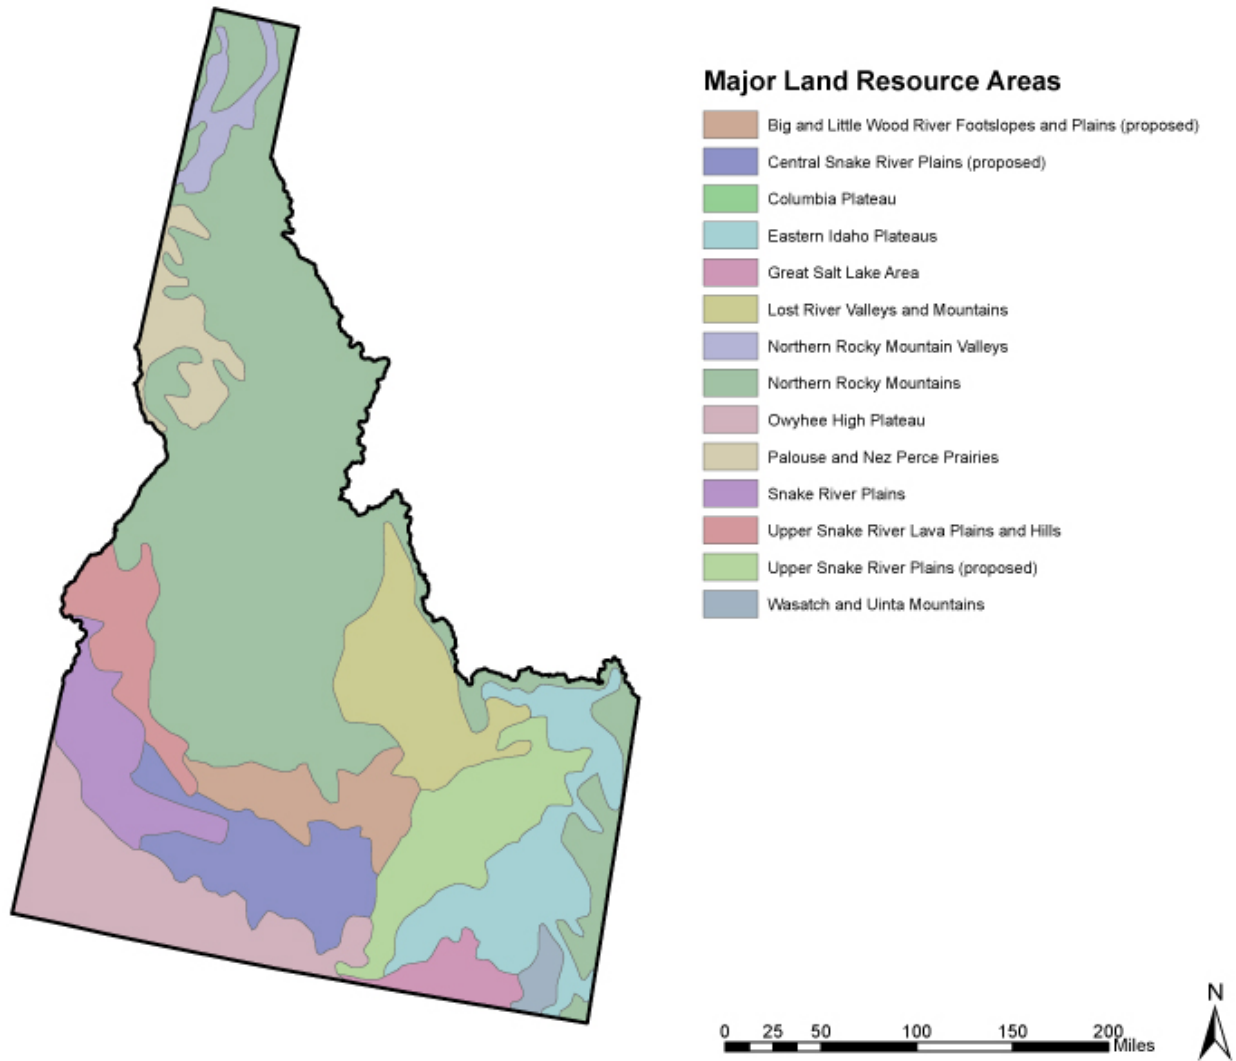 Major Land Resource Areas
Big and Little Wood River Footslopes and Plains (proposed)
Central Snake River Plains (proposed)
Columbia Plateau
Eastern Idaho Plateaus
Great Salt Lake Area
Lost River Valleys and Mountains
Northern Rocky Mountain Valleys
Northern Rocky Mountains
Owyhee High Plateau
Palouse and Nez Perce Prairies
Snake River Plains
Upper Snake River Lava Plains and Hills
Upper Snake River Plains (proposed)
Wasatch and Uinta Mountains
N
0 25 50 100 150 200
Miles